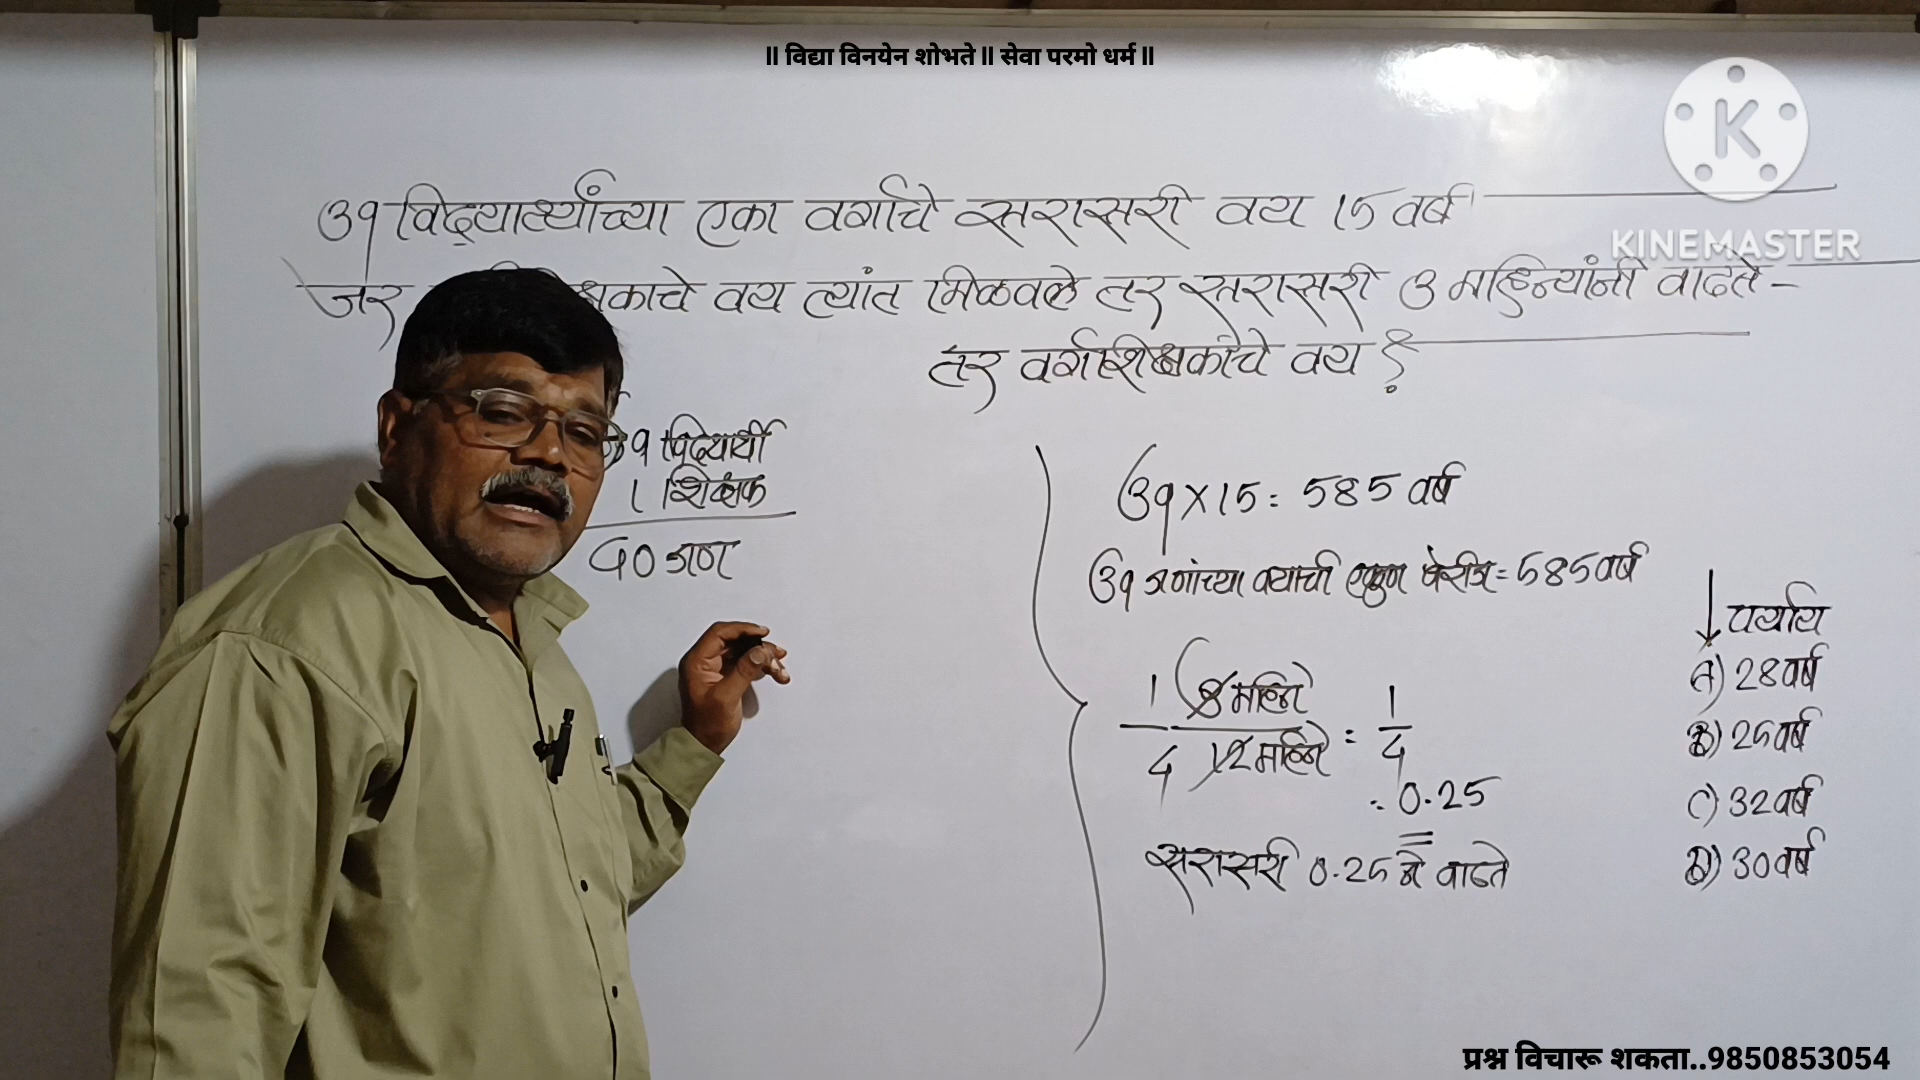 ॥ विद्या विनयेन शोभते ॥ सेवा परमो धर्म ॥
KINEMASTER
39 विद्यार्थ्यांच्या एका वर्गाचे सरासरी वय 15 वर्ष
जर क्षकाचे वय त्यांत मिळवले तर सरासरी 3 महिन्यांनी वाढते -
तर वर्गशिक्षकांचे वय ?
39 विद्यार्थी
1 शिक्षक
40 जण
39 × 15 = 585 वर्ष
39 जणांच्या वयाची एकुण बेरीज = 585 वर्ष
1 3 महिने / 4 12 महिने = 1/4
= 0.25
सरासरी 0.25 ने वाढते
↓ पर्याय
A) 28 वर्ष
B) 25 वर्ष
C) 32 वर्ष
D) 30 वर्ष
प्रश्न विचारू शकता..9850853054